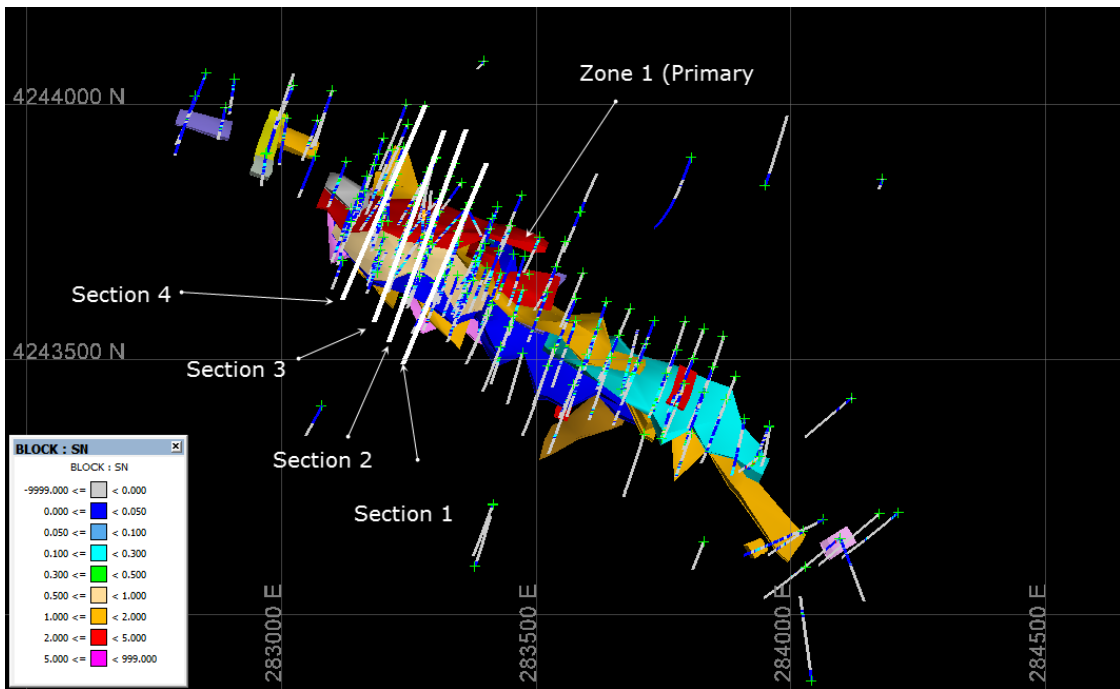 Zone 1 (Primary
4244000 N
Section 4
4243500 N
Section 3
Section 2
Section 1
BLOCK : SN
BLOCK : SN
-9999.000 <= < 0.000
0.000 <= < 0.050
0.050 <= < 0.100
0.100 <= < 0.300
0.300 <= < 0.500
0.500 <= < 1.000
1.000 <= < 2.000
2.000 <= < 5.000
5.000 <= < 999.000
283000 E
283500 E
284000 E
284500 E